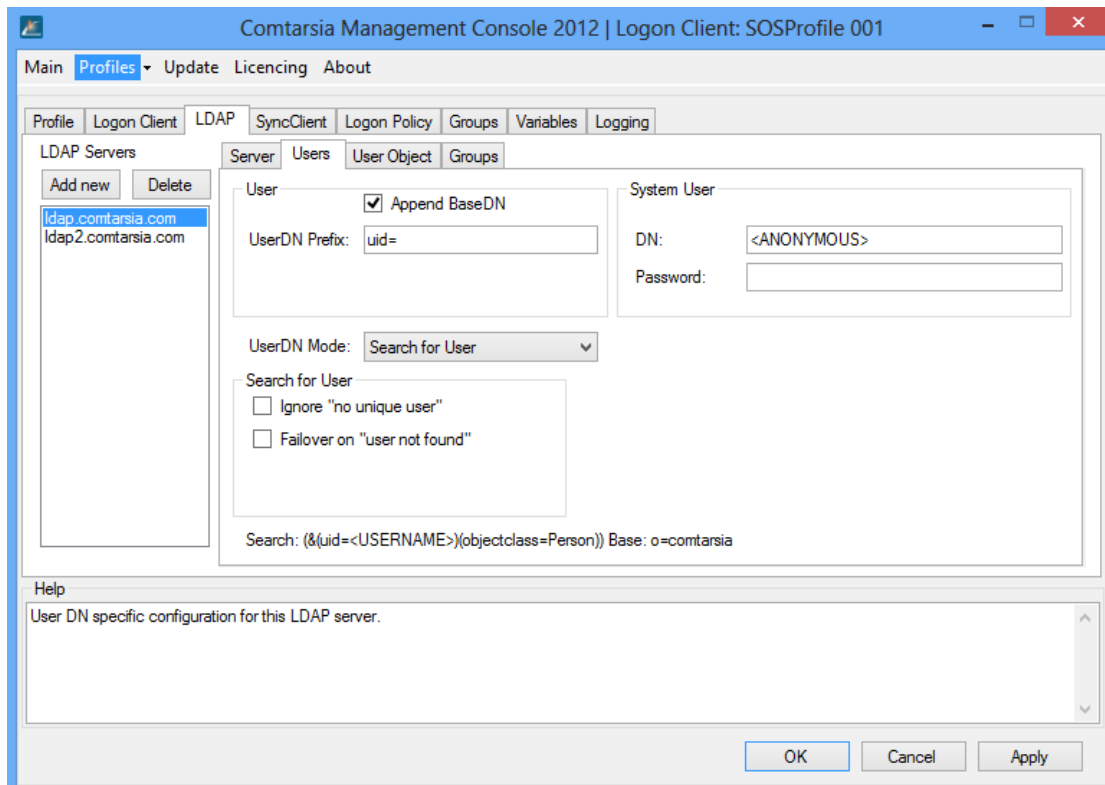 Comtarsia Management Console 2012 | Logon Client: SOSProfile 001
Main Profiles Update Licencing About
Profile Logon Client LDAP SyncClient Logon Policy Groups Variables Logging
LDAP Servers
Add new Delete
ldap.comtarsia.com
ldap2.comtarsia.com
Server Users User Object Groups
User
Append BaseDN
UserDN Prefix: uid=
System User
DN: <ANONYMOUS>
Password:
UserDN Mode: Search for User
Search for User
Ignore "no unique user"
Failover on "user not found"
Search: (&(uid=<USERNAME>)(objectclass=Person)) Base: o=comtarsia
Help
User DN specific configuration for this LDAP server.
OK Cancel Apply